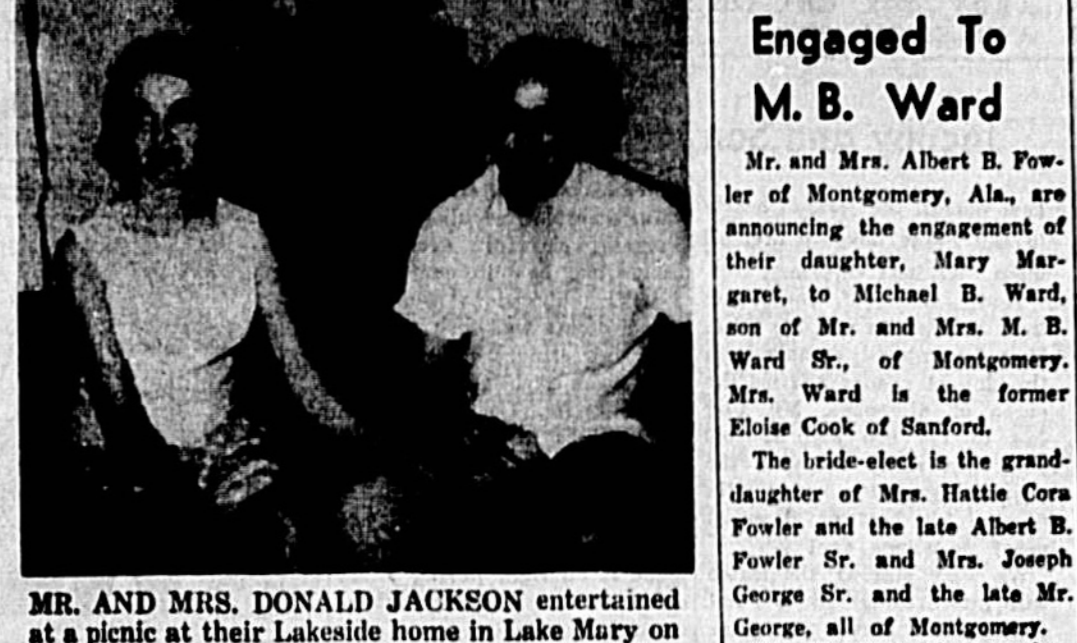 MR. AND MRS. DONALD JACKSON entertained
at a picnic at their Lakeside home in Lake Mary on
Engaged To
M. B. Ward
Mr. and Mrs. Albert B. Fow-
ler of Montgomery, Ala., are
announcing the engagement of
their daughter, Mary Mar-
garet, to Michael B. Ward,
son of Mr. and Mrs. M. B.
Ward Sr., of Montgomery.
Mrs. Ward is the former
Eloise Cook of Sanford.
The bride-elect is the grand-
daughter of Mrs. Hattie Cora
Fowler and the late Albert B.
Fowler Sr. and Mrs. Joseph
George Sr. and the late Mr.
George, all of Montgomery.